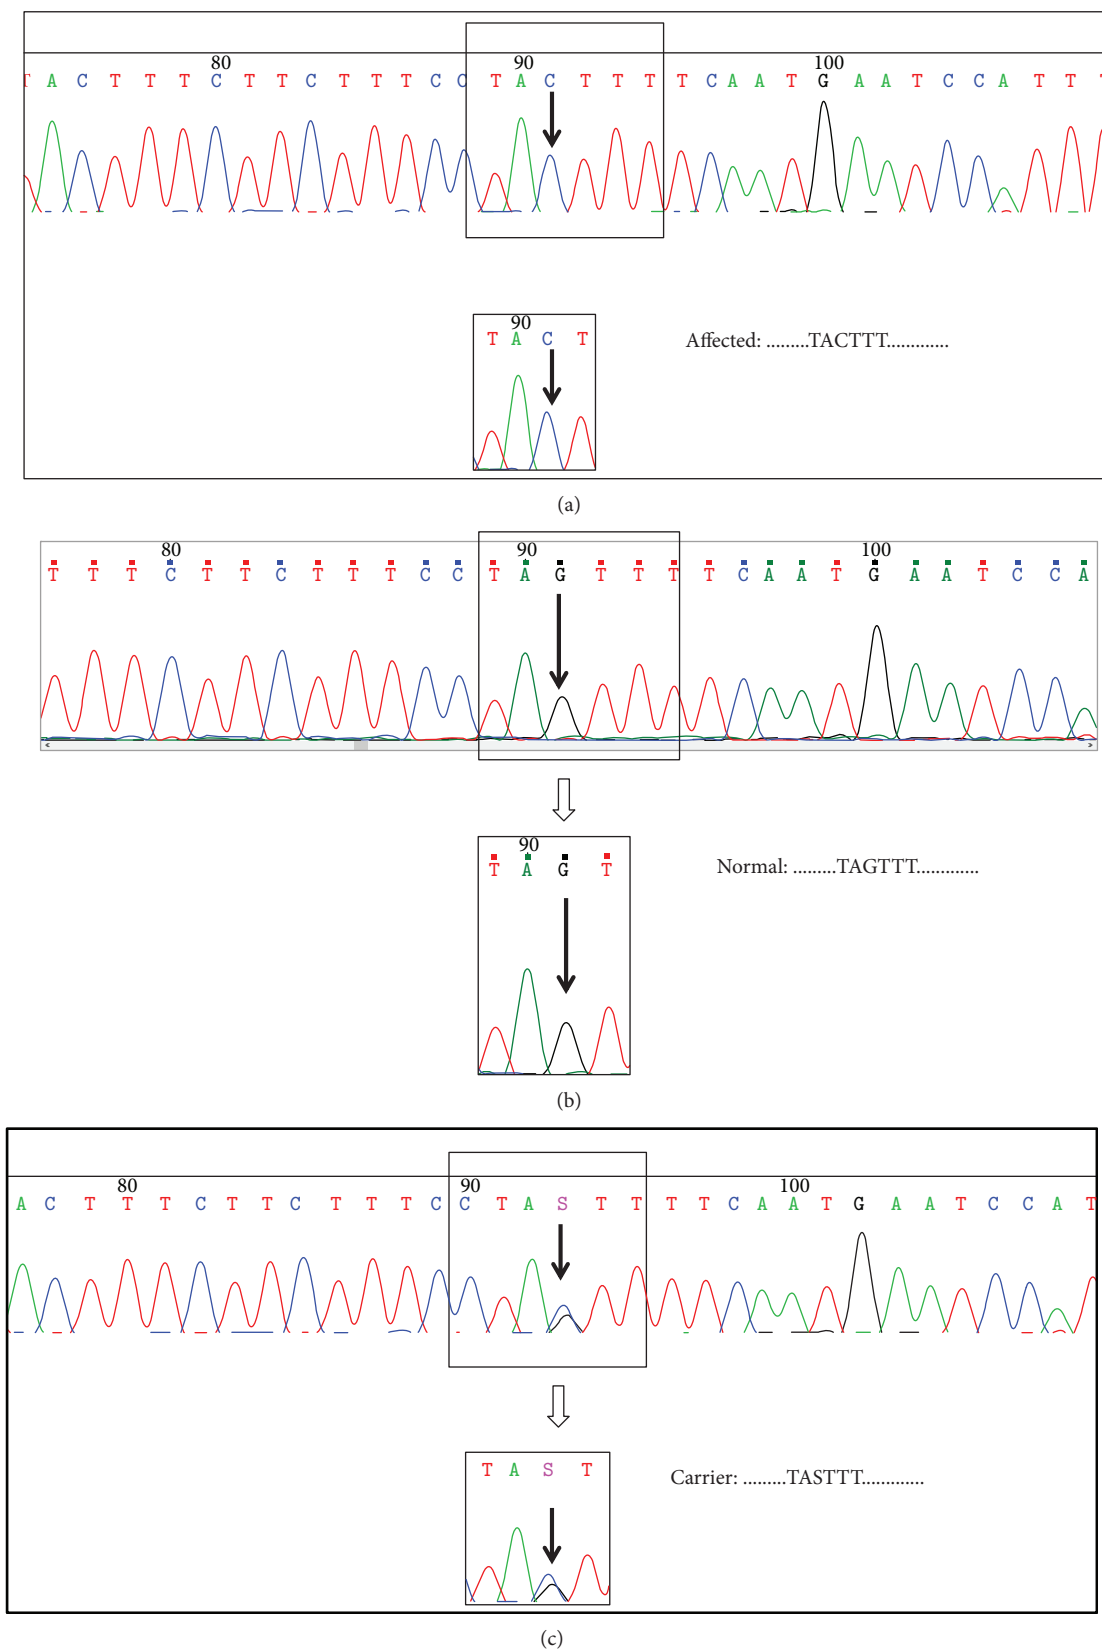 80 90 100
T A C T T T C T T C T T T C C T A C T T T T C A A T G A A T C C A T T T
90
T A C T
Affected: .........TACTTT.............
(a)
80 90 100
T T T C T T C T T T C C T A G T T T T C A A T G A A T C C A
90
T A G T
Normal: .........TAGTTT.............
(b)
80 90 100
A C T T T C T T C T T T C C T A S T T T T C A A T G A A T C C A T
T A S T
Carrier: .........TASTTT.............
(c)